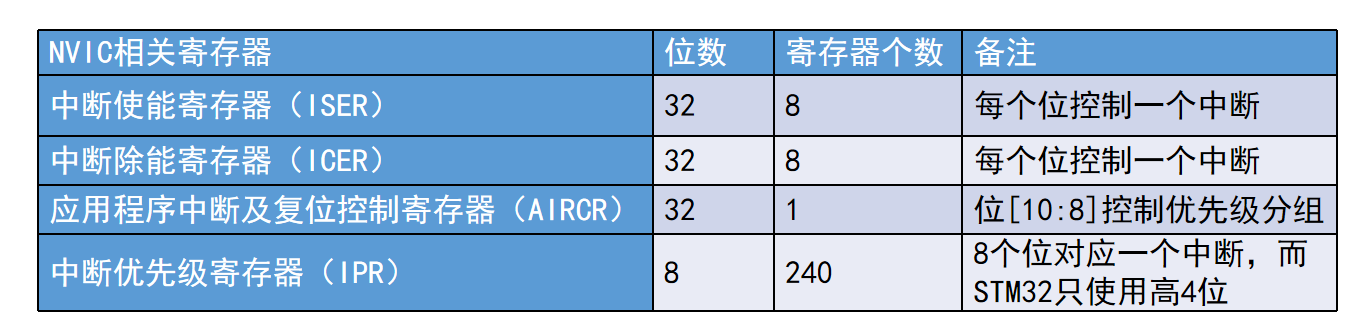 NVIC相关寄存器 位数 寄存器个数 备注
中断使能寄存器（ISER） 32 8 每个位控制一个中断
中断除能寄存器（ICER） 32 8 每个位控制一个中断
应用程序中断及复位控制寄存器（AIRCR） 32 1 位[10:8]控制优先级分组
中断优先级寄存器（IPR） 8 240 8个位对应一个中断，而
STM32只使用高4位